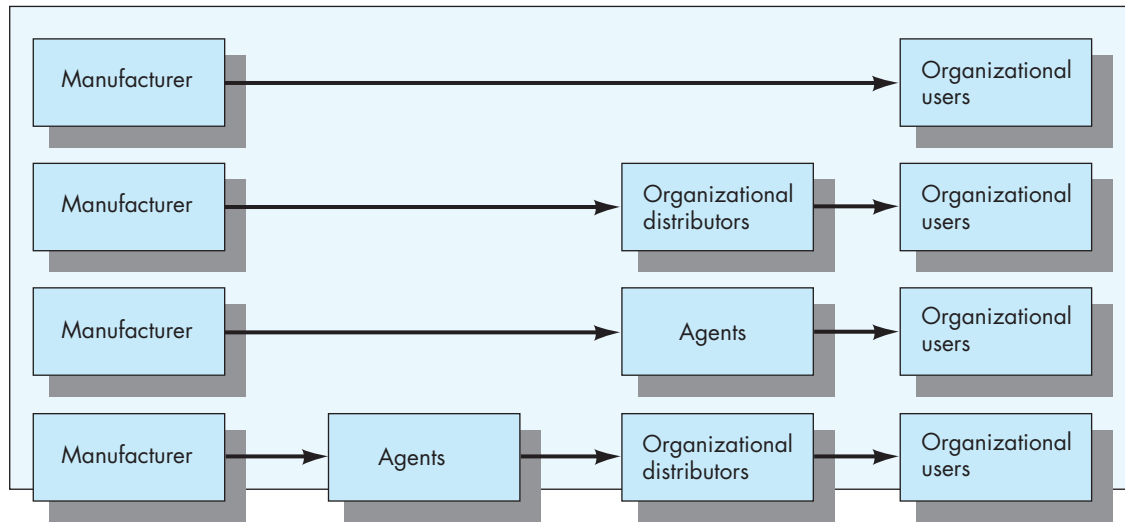 Manufacturer
Organizational
users
Manufacturer
Organizational
distributors
Organizational
users
Manufacturer
Agents
Organizational
users
Manufacturer
Agents
Organizational
distributors
Organizational
users